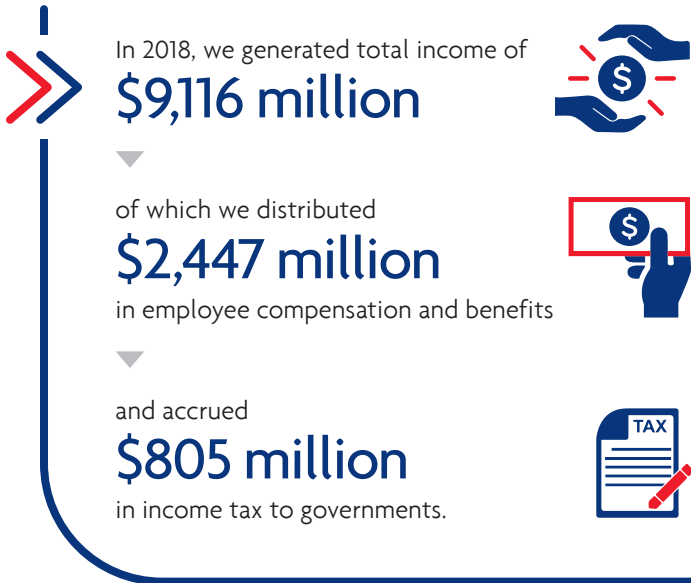 In 2018, we generated total income of
$9,116 million
$
of which we distributed
$2,447 million
$
in employee compensation and benefits
and accrued
$805 million
TAX
in income tax to governments.